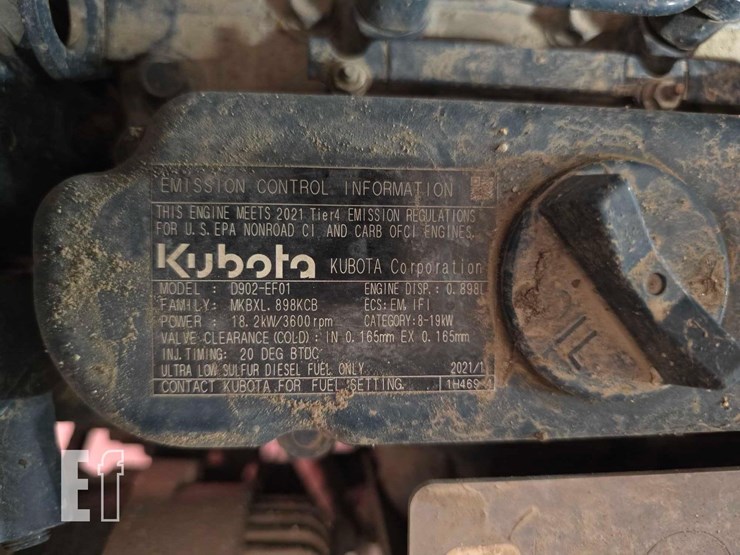 EMISSION CONTROL INFORMATION
THIS ENGINE MEETS 2021 Tier4 EMISSION REGULATIONS
FOR U.S.EPA NONROAD CI AND CARB OFCI ENGINES.
Kubota KUBOTA Corporation
MODEL : D902-EF01 ENGINE DISP.: 0.898L
FAMILY: MKBXL.898KCB ECS:EM,IFI
POWER : 18.2kW/3600rpm CATEGORY:8-19kW
VALVE CLEARANCE(COLD): IN 0.165mm EX 0.165mm
INJ.TIMING: 20 DEG BTDC
ULTRA LOW SULFUR DIESEL FUEL ONLY 2021/1
CONTACT KUBOTA FOR FUEL SETTING. 1H469
OIL
Ef